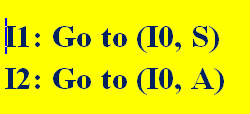 I1: Go to (I0, S)
I2: Go to (I0, A)